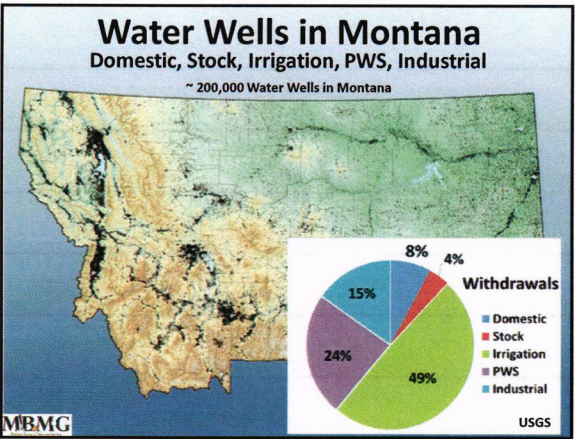 Water Wells in Montana
Domestic, Stock, Irrigation, PWS, Industrial
~ 200,000 Water Wells in Montana
8%
4%
Withdrawals
15%
24%
49%
Domestic
Stock
Irrigation
PWS
Industrial
MBMG
USGS